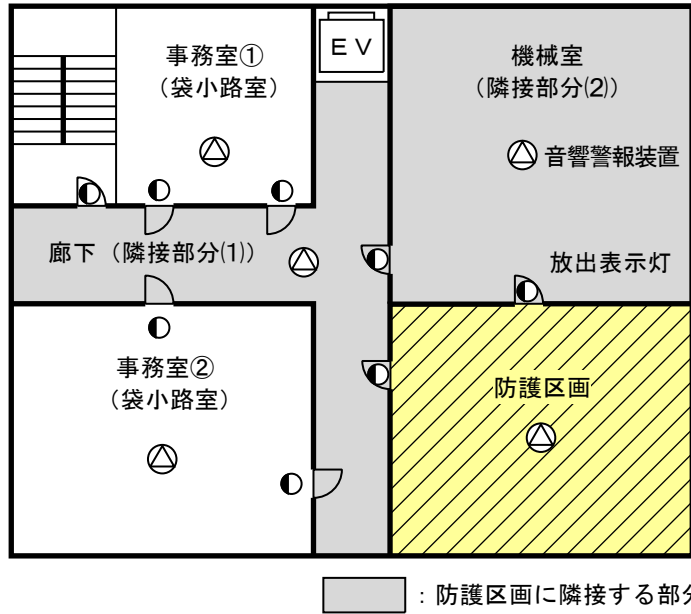 事務室①
（袋小路室）
ＥＶ
機械室
（隣接部分⑵）
音響警報装置
廊下（隣接部分⑴）
放出表示灯
事務室②
（袋小路室）
防護区画
：防護区画に隣接する部